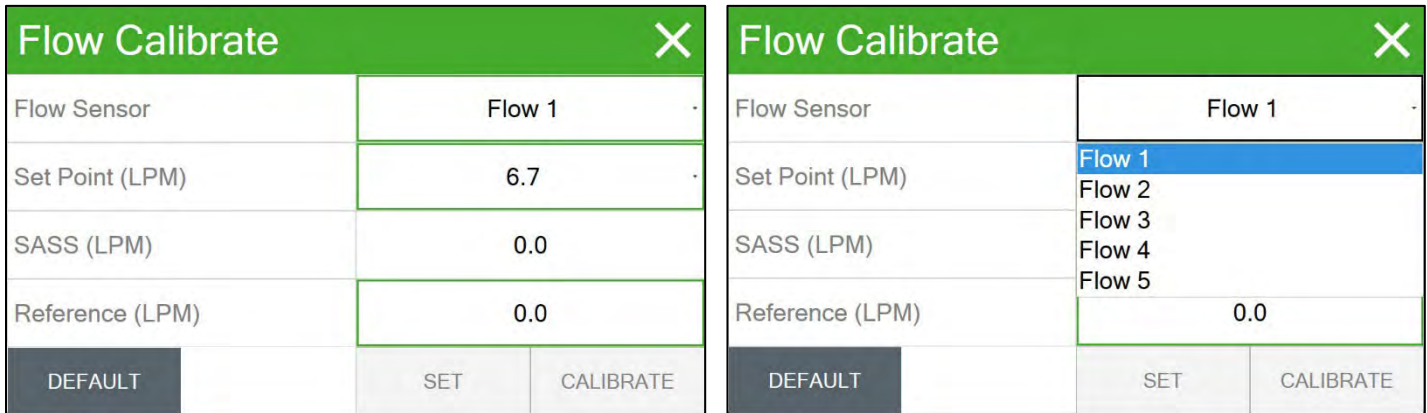 Flow Calibrate
Flow Sensor Flow 1
Set Point (LPM) 6.7
SASS (LPM) 0.0
Reference (LPM) 0.0
DEFAULT SET CALIBRATE
Flow Calibrate
Flow Sensor Flow 1
Flow 1
Set Point (LPM)
Flow 2
Flow 3
SASS (LPM)
Flow 4
Flow 5
Reference (LPM) 0.0
DEFAULT SET CALIBRATE